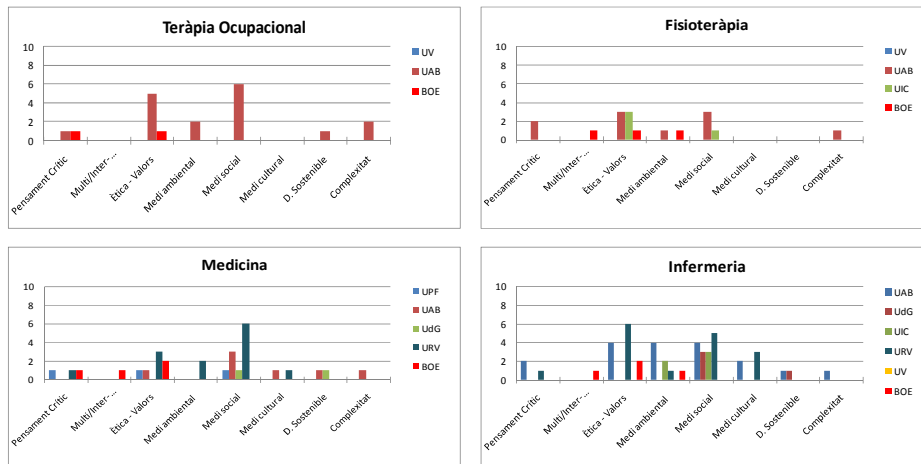 Teràpia Ocupacional
10
8
6
4
2
0
Pensament Crític
Multi/Inter-...
Ètica - Valors
Medi ambiental
Medi social
Medi cultural
D. Sostenible
Complexitat
UV
UAB
BOE
Fisioteràpia
10
8
6
4
2
0
Pensament Crític
Multi/Inter-...
Ètica - Valors
Medi ambiental
Medi social
Medi cultural
D. Sostenible
Complexitat
UV
UAB
UIC
BOE
Medicina
10
8
6
4
2
0
Pensament Crític
Multi/Inter-...
Ètica - Valors
Medi ambiental
Medi social
Medi cultural
D. Sostenible
Complexitat
UPF
UAB
UdG
URV
BOE
Infermeria
10
8
6
4
2
0
Pensament Crític
Multi/Inter-...
Ètica - Valors
Medi ambiental
Medi social
Medi cultural
D. Sostenible
Complexitat
UAB
UdG
UIC
URV
UV
BOE